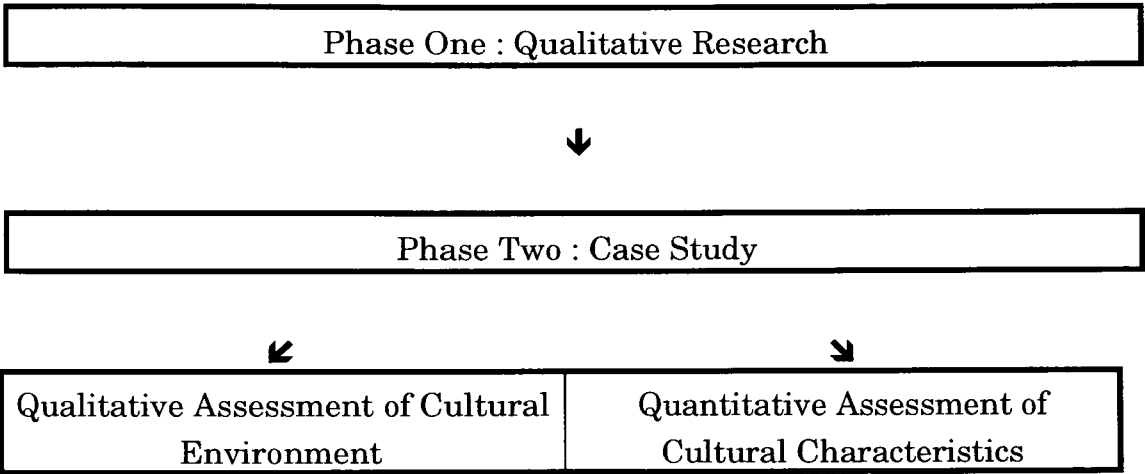 Phase One : Qualitative Research
Phase Two : Case Study
Qualitative Assessment of Cultural
Environment
Quantitative Assessment of
Cultural Characteristics